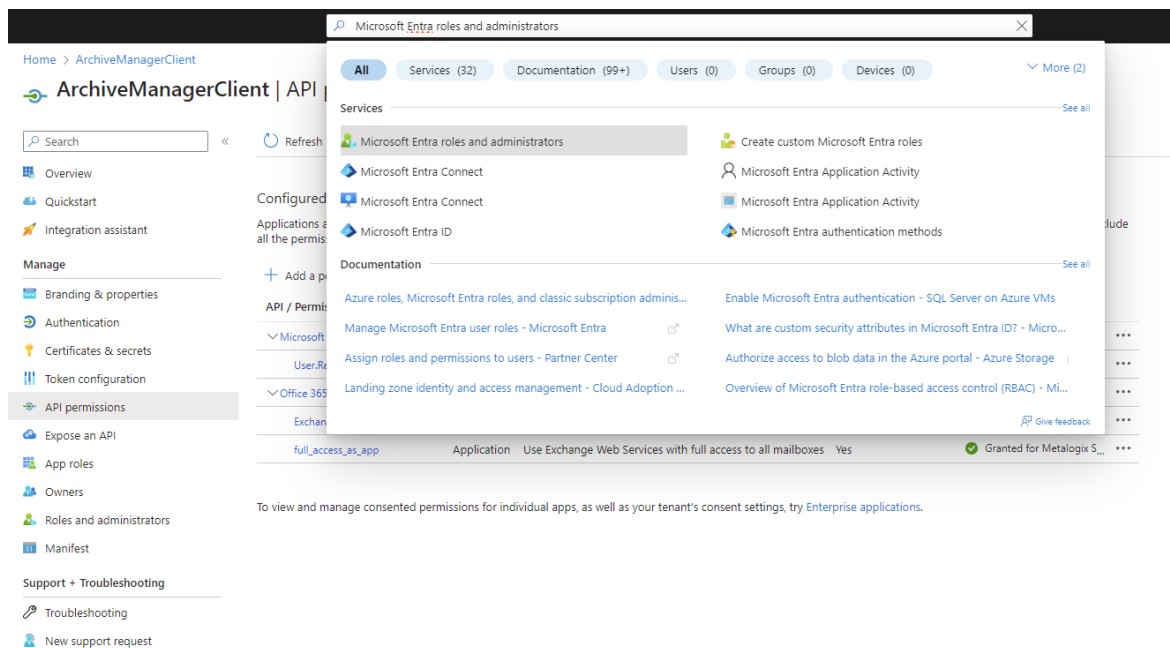 Microsoft Entra roles and administrators
Home > ArchiveManagerClient
ArchiveManagerClient | API
All
Services (32)
Documentation (99+)
Users (0)
Groups (0)
Devices (0)
More (2)
Services
See all
Microsoft Entra roles and administrators
Create custom Microsoft Entra roles
Microsoft Entra Connect
Microsoft Entra Application Activity
Microsoft Entra Connect
Microsoft Entra Application Activity
Microsoft Entra ID
Microsoft Entra authentication methods
Documentation
See all
Azure roles, Microsoft Entra roles, and classic subscription adminis...
Enable Microsoft Entra authentication - SQL Server on Azure VMs
Manage Microsoft Entra user roles - Microsoft Entra
What are custom security attributes in Microsoft Entra ID? - Micro...
Assign roles and permissions to users - Partner Center
Authorize access to blob data in the Azure portal - Azure Storage
Landing zone identity and access management - Cloud Adoption ...
Overview of Microsoft Entra role-based access control (RBAC) - Mi...
Give feedback
Search
«
Refresh
Overview
Quickstart
Integration assistant
Manage
Branding & properties
Authentication
Certificates & secrets
Token configuration
API permissions
Expose an API
App roles
Owners
Roles and administrators
Manifest
Support + Troubleshooting
Troubleshooting
New support request
Configured
Applications a
all the permis
+ Add a pe
API / Permis
Microsoft
User.Re
Office 365
Exchan
full_access_as_app Application Use Exchange Web Services with full access to all mailboxes Yes Granted for Metalogix S... ...
To view and manage consented permissions for individual apps, as well as your tenant's consent settings, try Enterprise applications.